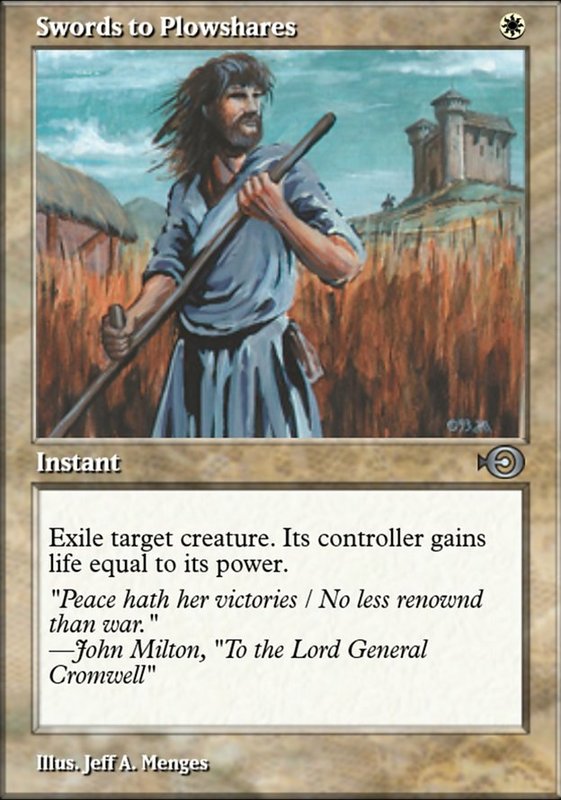 Swords to Plowshares
Instant
Exile target creature. Its controller gains
life equal to its power.
"Peace hath her victories / No less renownd
than war."
—John Milton, "To the Lord General
Cromwell"
Illus. Jeff A. Menges